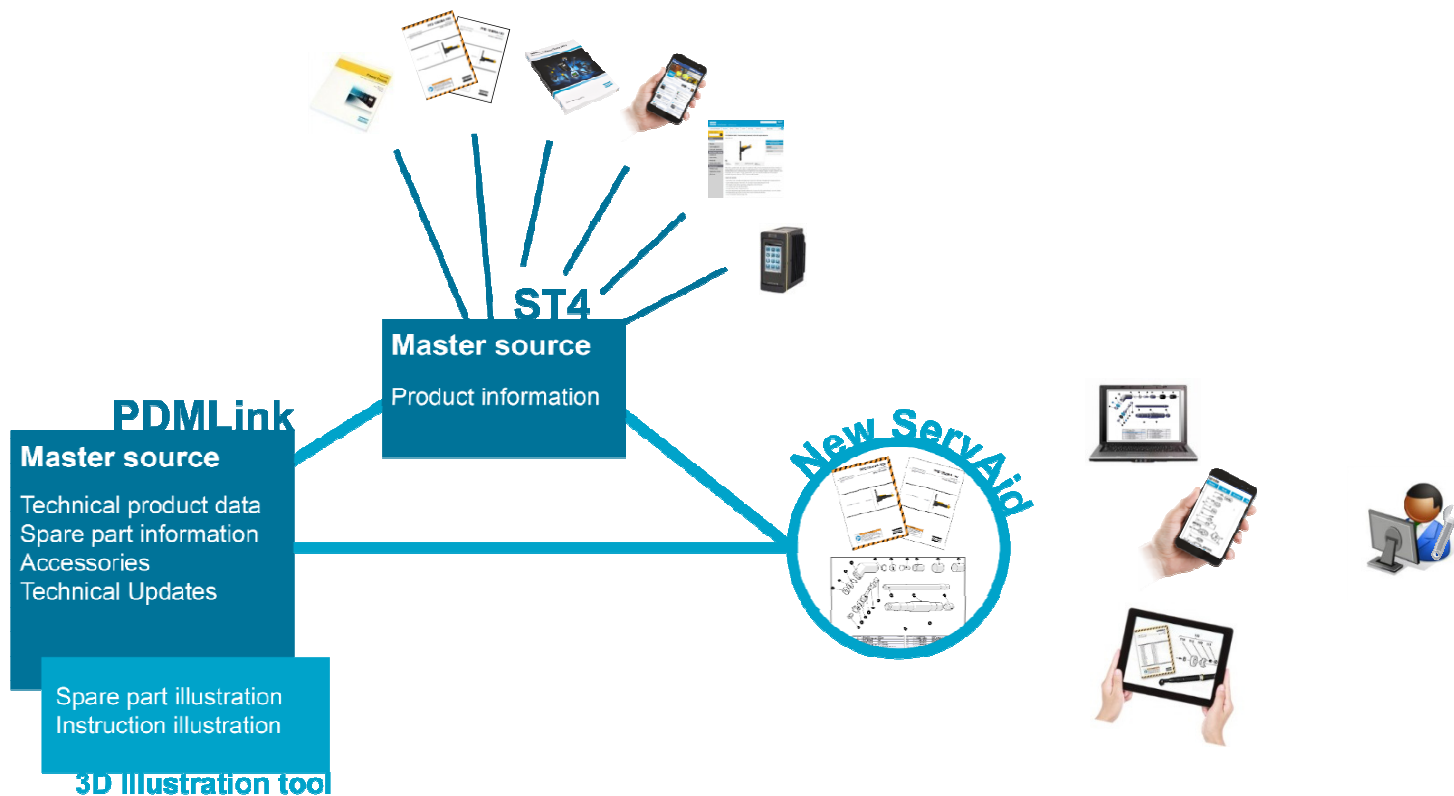 ST4
Master source
Product information
PDMLink
Master source
Technical product data
Spare part information
Accessories
Technical Updates
Spare part illustration
Instruction illustration
3D Illustration tool
New ServAid